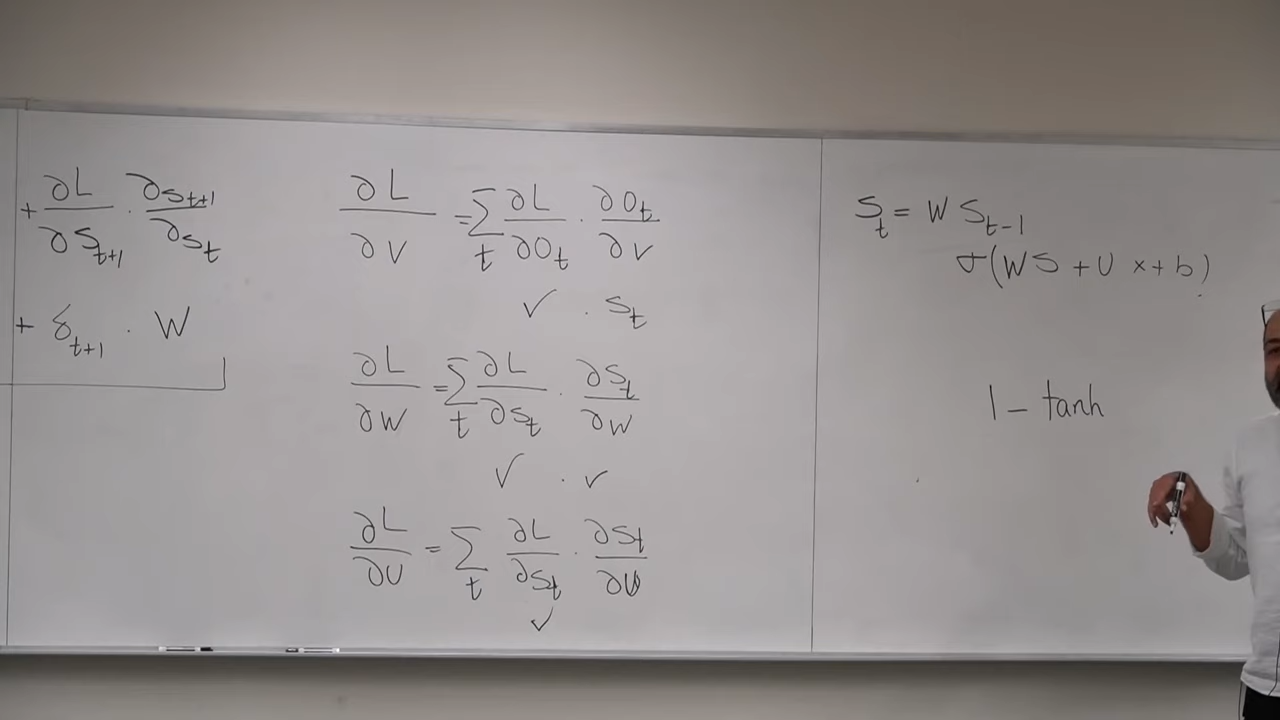 + ∂L/∂S_{t+1} · ∂S_{t+1}/∂S_t
+ δ_{t+1} · W
∂L/∂V = Σ_t ∂L/∂O_t · ∂O_t/∂V
✓ · S_t
∂L/∂W = Σ_t ∂L/∂S_t · ∂S_t/∂W
✓ · ✓
∂L/∂U = Σ_t ∂L/∂S_t · ∂S_t/∂U
✓
S_t = W S_{t-1}
σ(WS + U x + b)
1 - tanh